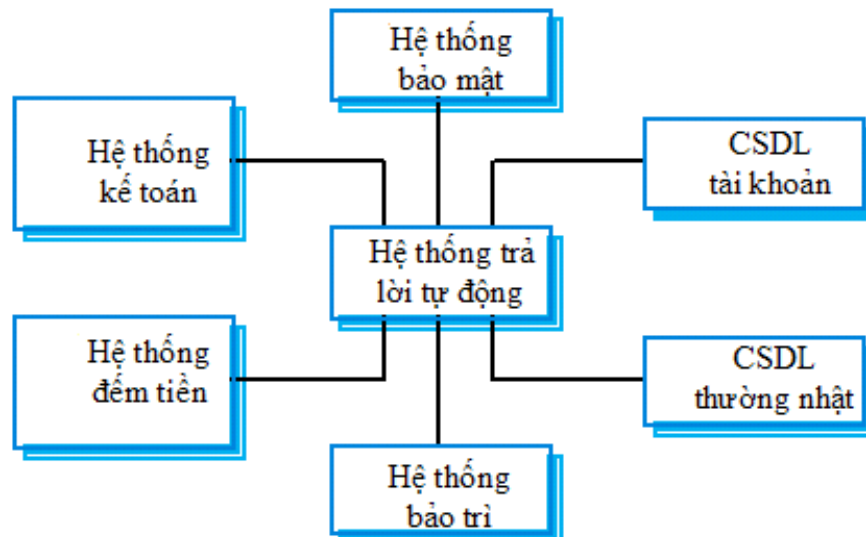 Hệ thống
bảo mật
Hệ thống
kế toán
CSDL
tài khoản
Hệ thống trả
lời tự động
Hệ thống
đếm tiền
CSDL
thường nhật
Hệ thống
bảo trì